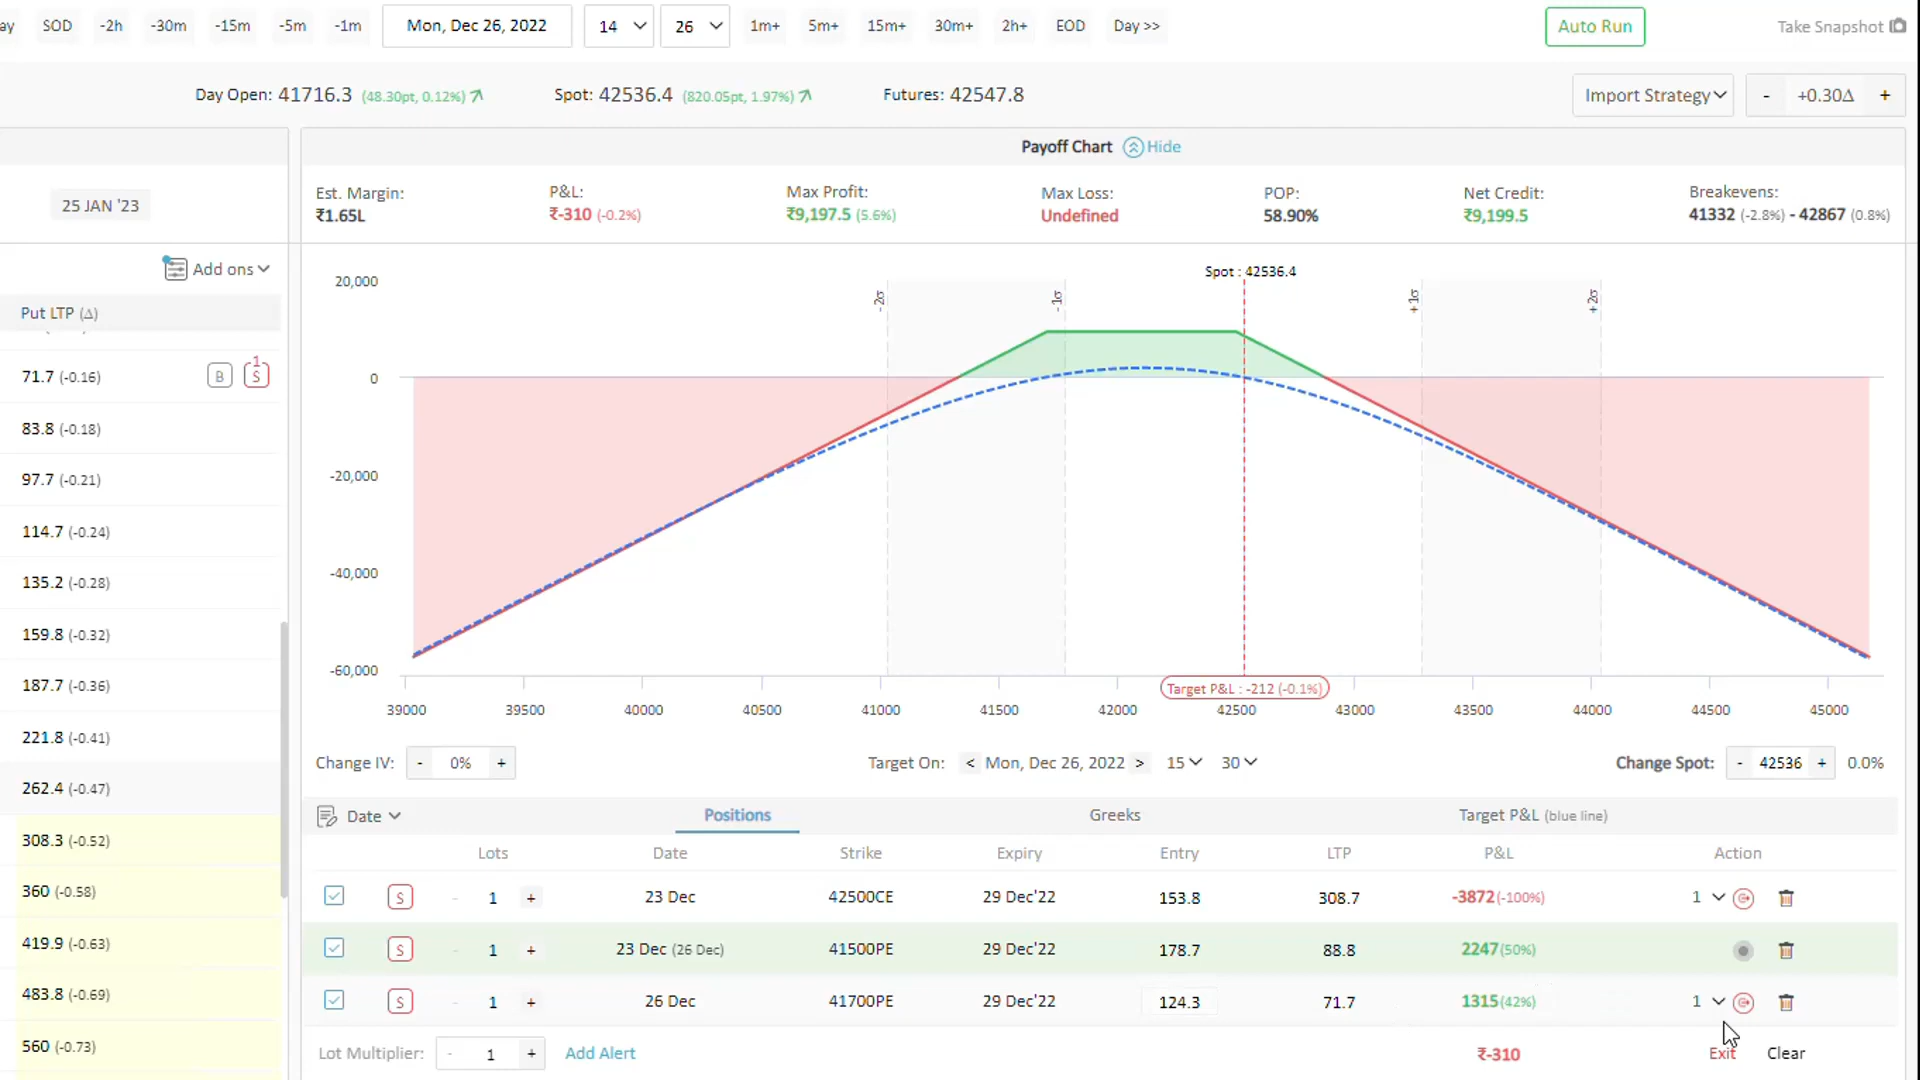 ay SOD -2h -30m -15m -5m -1m Mon, Dec 26, 2022 14 26 1m+ 5m+ 15m+ 30m+ 2h+ EOD Day >> Auto Run Take Snapshot
Day Open: 41716.3 (48.30pt, 0.12%) Spot: 42536.4 (820.05pt, 1.97%) Futures: 42547.8 Import Strategy - +0.30Δ +
Payoff Chart Hide
25 JAN '23
Est. Margin: P&L: Max Profit: Max Loss: POP: Net Credit: Breakevens:
₹1.65L ₹-310 (-0.2%) ₹9,197.5 (5.6%) Undefined 58.90% ₹9,199.5 41332 (-2.8%) - 42867 (0.8%)
Add ons
Put LTP (Δ)
71.7 (-0.16) B S 1
83.8 (-0.18)
97.7 (-0.21)
114.7 (-0.24)
135.2 (-0.28)
159.8 (-0.32)
187.7 (-0.36)
221.8 (-0.41)
262.4 (-0.47)
308.3 (-0.52)
360 (-0.58)
419.9 (-0.63)
483.8 (-0.69)
560 (-0.73)
Spot : 42536.4
-2σ -1σ +1σ +2σ
20,000
0
-20,000
-40,000
-60,000
Target P&L : -212 (-0.1%)
39000 39500 40000 40500 41000 41500 42000 42500 43000 43500 44000 44500 45000
Change IV: - 0% + Target On: < Mon, Dec 26, 2022 > 15 30 Change Spot: - 42536 + 0.0%
Date Positions Greeks Target P&L (blue line)
Lots Date Strike Expiry Entry LTP P&L Action
S - 1 + 23 Dec 42500CE 29 Dec'22 153.8 308.7 -3872(-100%) 1
S - 1 + 23 Dec (26 Dec) 41500PE 29 Dec'22 178.7 88.8 2247(50%)
S - 1 + 26 Dec 41700PE 29 Dec'22 124.3 71.7 1315(42%) 1
Lot Multiplier: - 1 + Add Alert ₹-310 Exit Clear